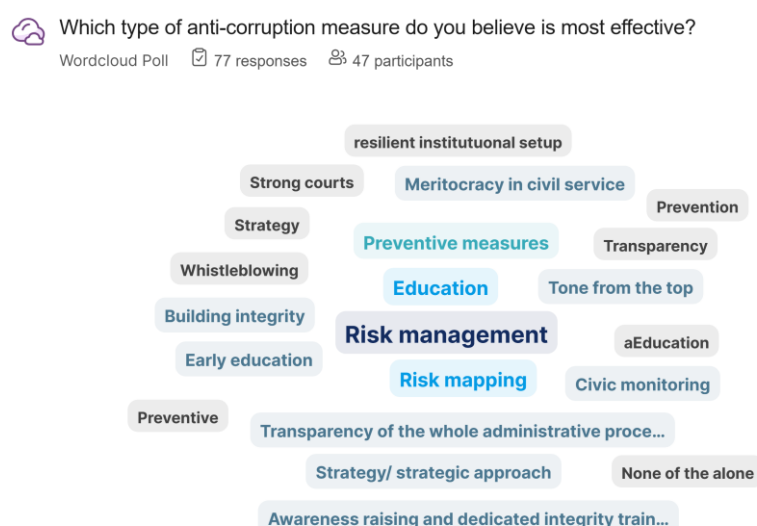 Which type of anti-corruption measure do you believe is most effective?
Wordcloud Poll 77 responses 47 participants
resilient institutuonal setup
Strong courts Meritocracy in civil service
Prevention
Strategy
Preventive measures Transparency
Whistleblowing
Education Tone from the top
Building integrity
Risk management
aEducation
Early education
Risk mapping Civic monitoring
Preventive
Transparency of the whole administrative proce...
Strategy/ strategic approach None of the alone
Awareness raising and dedicated integrity train...